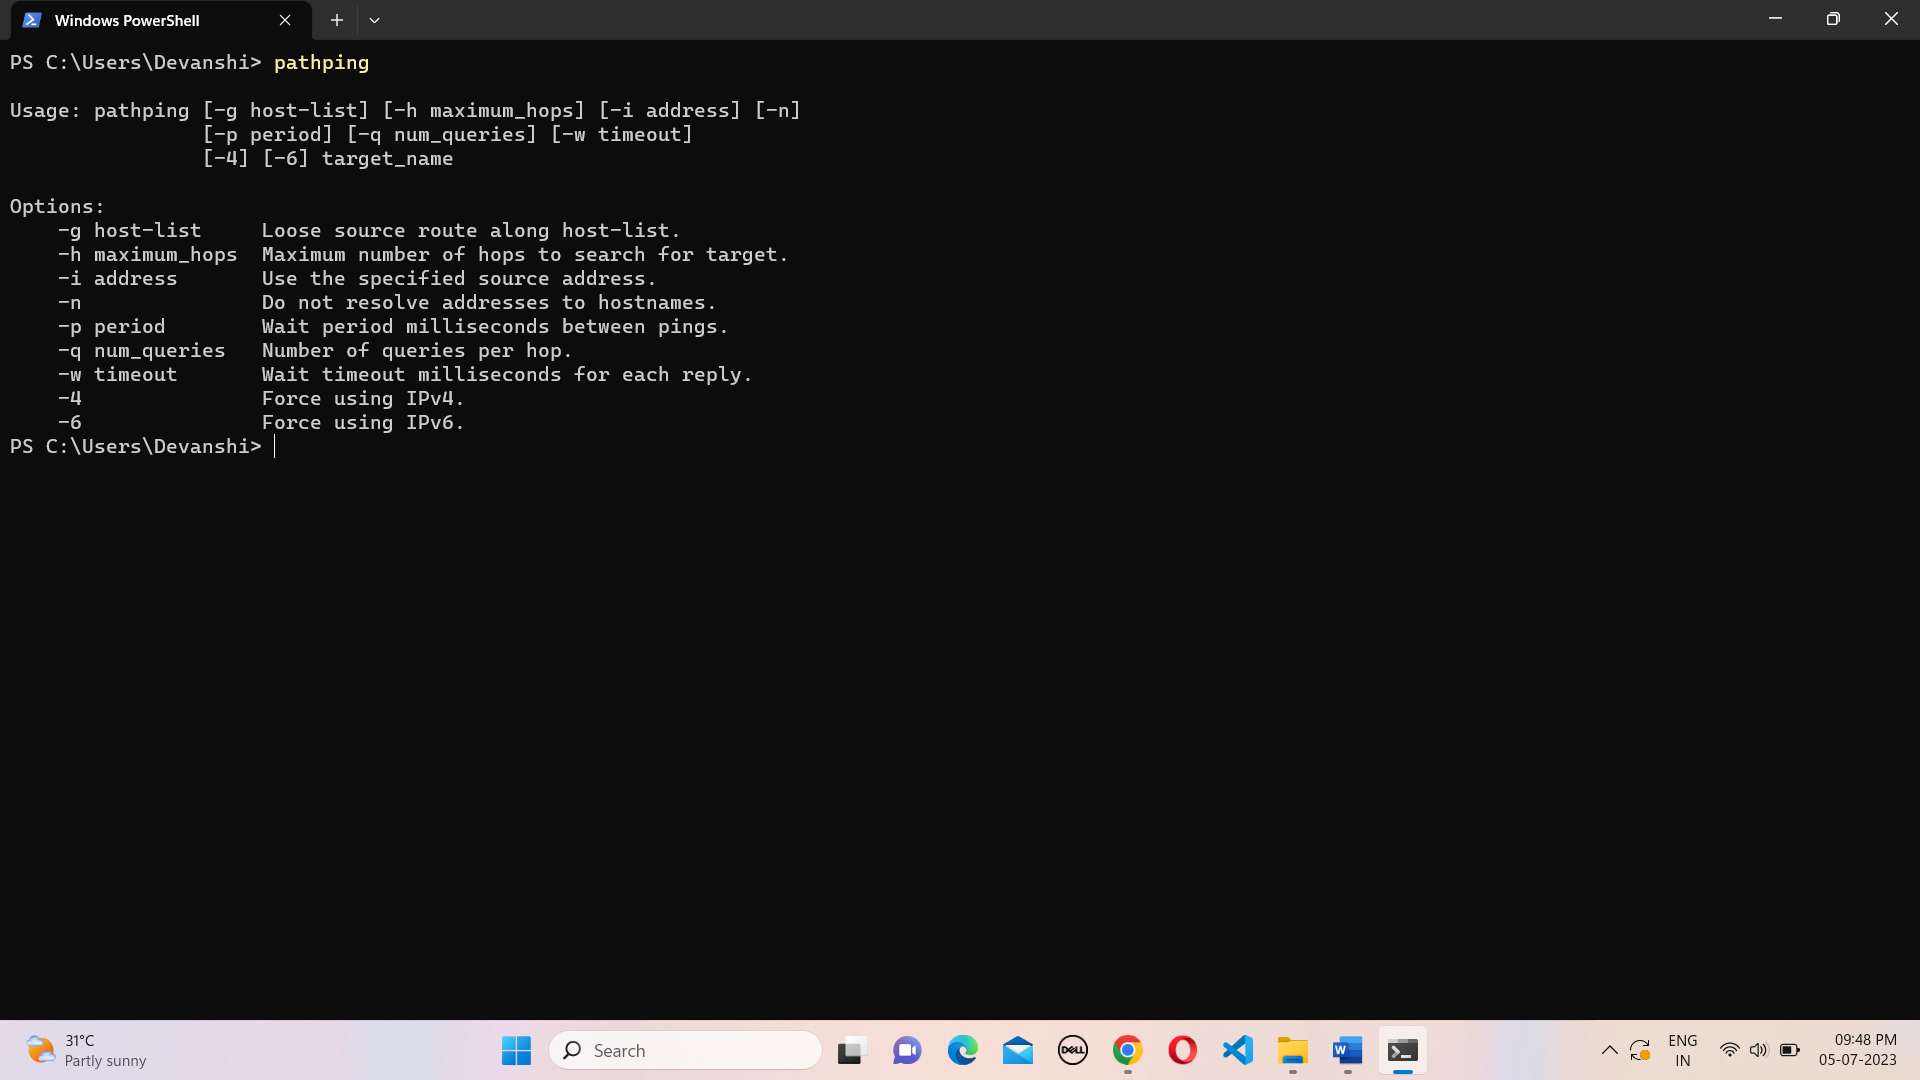 Windows PowerShell
PS C:\Users\Devanshi> pathping
Usage: pathping [-g host-list] [-h maximum_hops] [-i address] [-n]
                [-p period] [-q num_queries] [-w timeout]
                [-4] [-6] target_name
Options:
    -g host-list     Loose source route along host-list.
    -h maximum_hops  Maximum number of hops to search for target.
    -i address       Use the specified source address.
    -n               Do not resolve addresses to hostnames.
    -p period        Wait period milliseconds between pings.
    -q num_queries   Number of queries per hop.
    -w timeout       Wait timeout milliseconds for each reply.
    -4               Force using IPv4.
    -6               Force using IPv6.
PS C:\Users\Devanshi>
31°C
Partly sunny
Search
DELL
W
ENG
IN
09:48 PM
05-07-2023